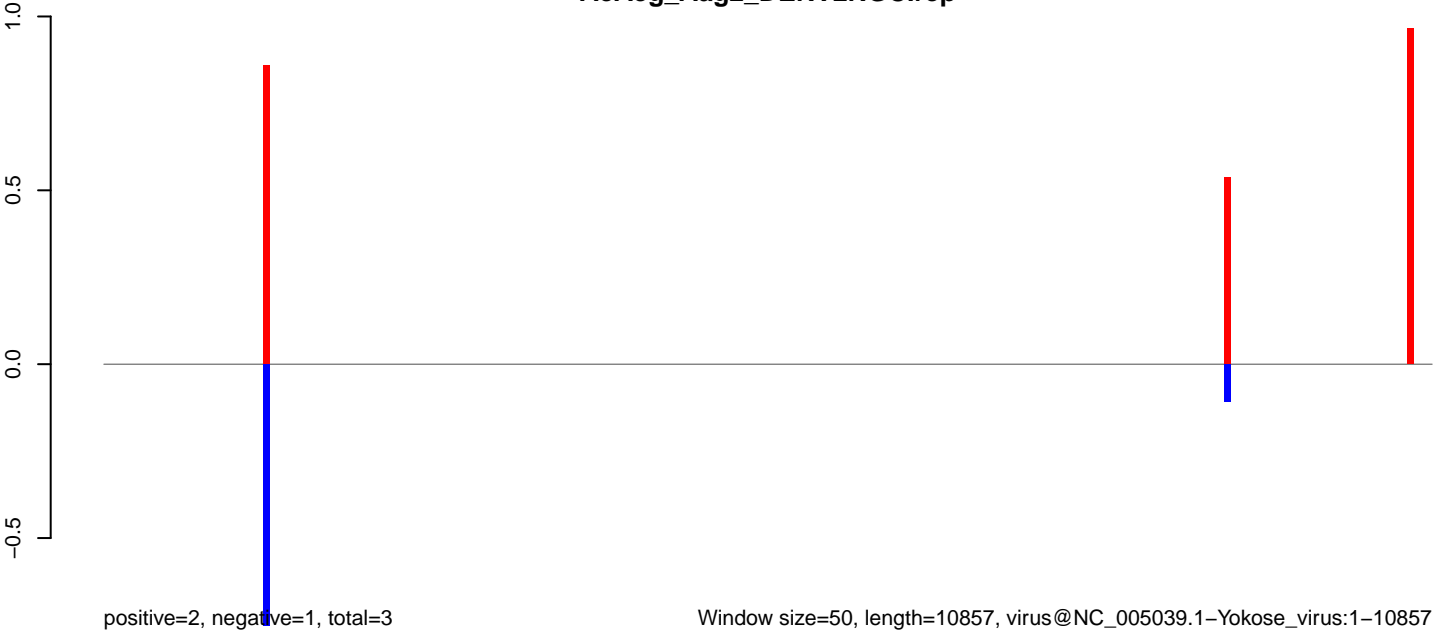 1.0
0.5
0.0
−0.5
positive=2, negative=1, total=3
Window size=50, length=10857, virus@NC_005039.1−Yokose_virus:1−10857